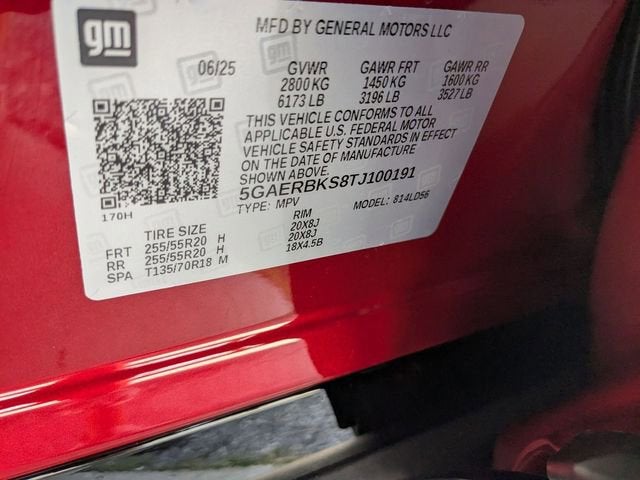 gm
MFD BY GENERAL MOTORS LLC
06/25 GVWR GAWR FRT GAWR RR
2800 KG 1450 KG 1600 KG
6173 LB 3196 LB 3527 LB
THIS VEHICLE CONFORMS TO ALL
APPLICABLE U.S. FEDERAL MOTOR
VEHICLE SAFETY STANDARDS IN EFFECT
ON THE DATE OF MANUFACTURE
SHOWN ABOVE.
5GAERBKS8TJ100191
TYPE: MPV MODEL: 814LD56
170H
TIRE SIZE RIM
FRT 255/55R20 H 20X8J
RR 255/55R20 H 20X8J
SPA T135/70R18 M 18X4.5B